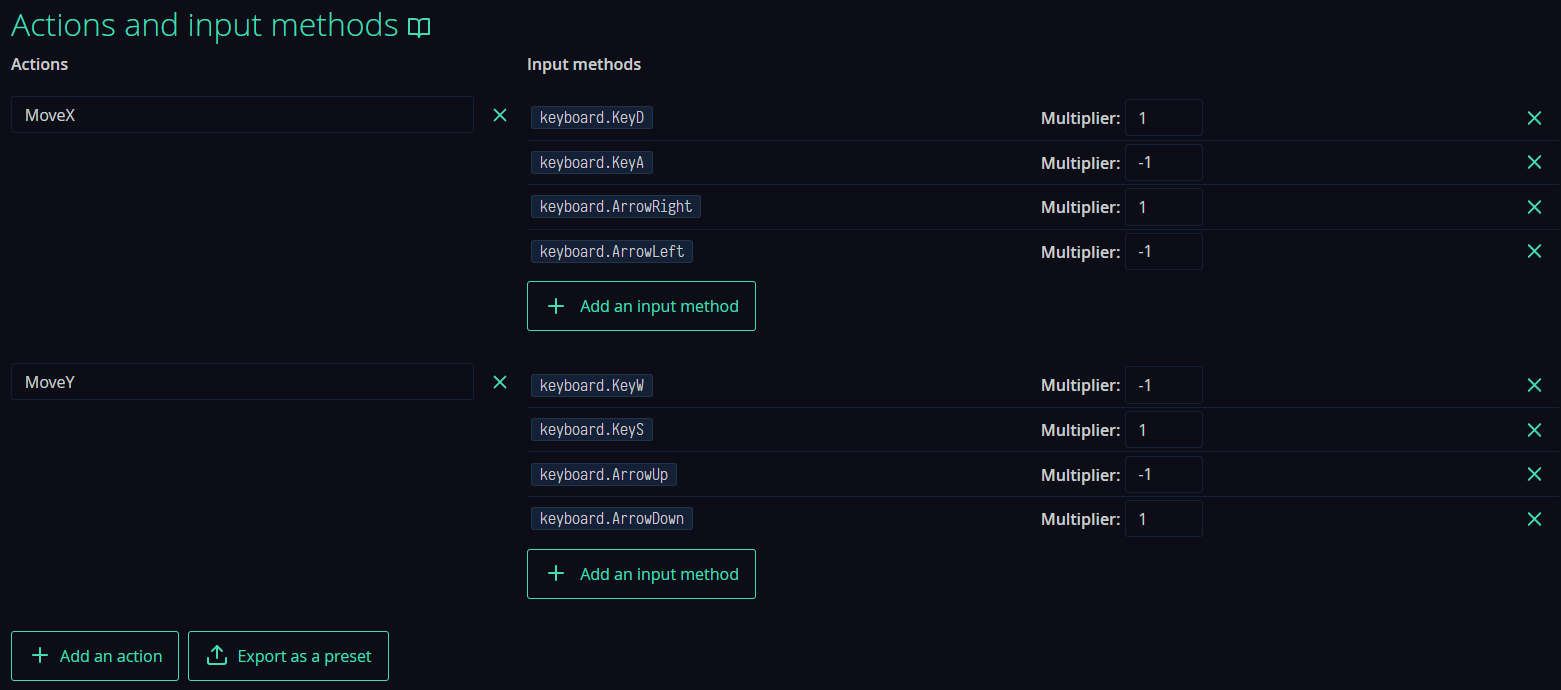 Actions and input methods
Actions Input methods
MoveX keyboard.KeyD Multiplier: 1
keyboard.KeyA Multiplier: -1
keyboard.ArrowRight Multiplier: 1
keyboard.ArrowLeft Multiplier: -1
Add an input method
MoveY keyboard.KeyW Multiplier: -1
keyboard.KeyS Multiplier: 1
keyboard.ArrowUp Multiplier: -1
keyboard.ArrowDown Multiplier: 1
Add an input method
Add an action Export as a preset